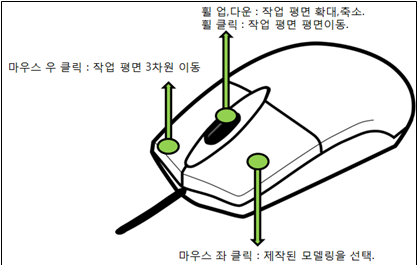 휠 업,다운 : 작업 평면 확대,축소.
휠 클릭 : 작업 평면 평면이동.
마우스 우 클릭 : 작업 평면 3차원 이동
마우스 좌 클릭 : 제작된 모델링을 선택.